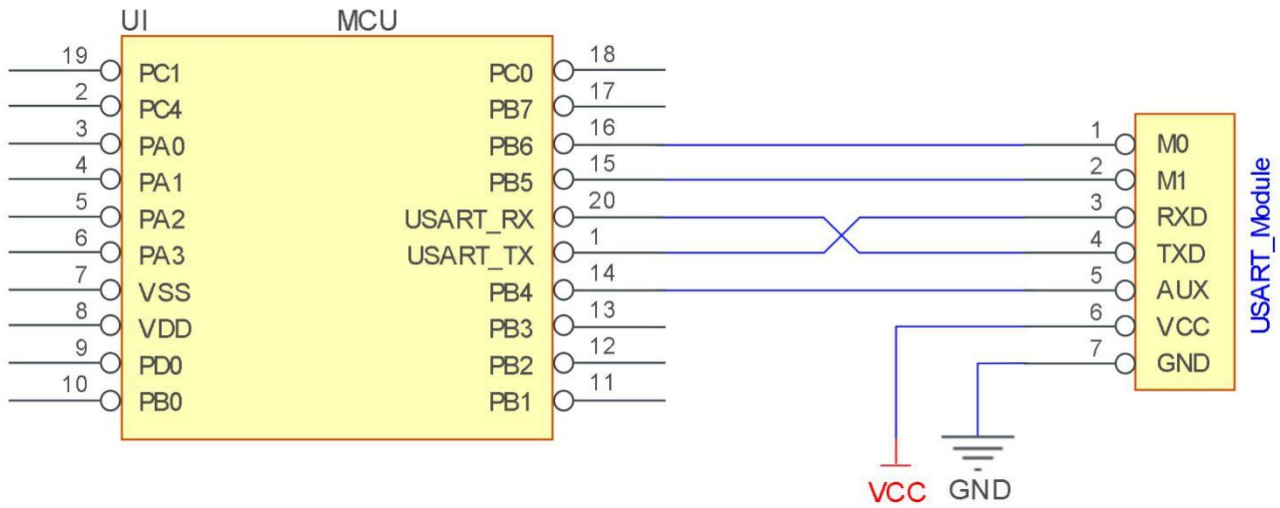 UI MCU
19 PC1 PC0 18
2 PC4 PB7 17
3 PA0 PB6 16
4 PA1 PB5 15
5 PA2 USART_RX 20
6 PA3 USART_TX 1
7 VSS PB4 14
8 VDD PB3 13
9 PD0 PB2 12
10 PB0 PB1 11
1 M0
2 M1
3 RXD
4 TXD
5 AUX
6 VCC
7 GND
USART_Module
VCC GND